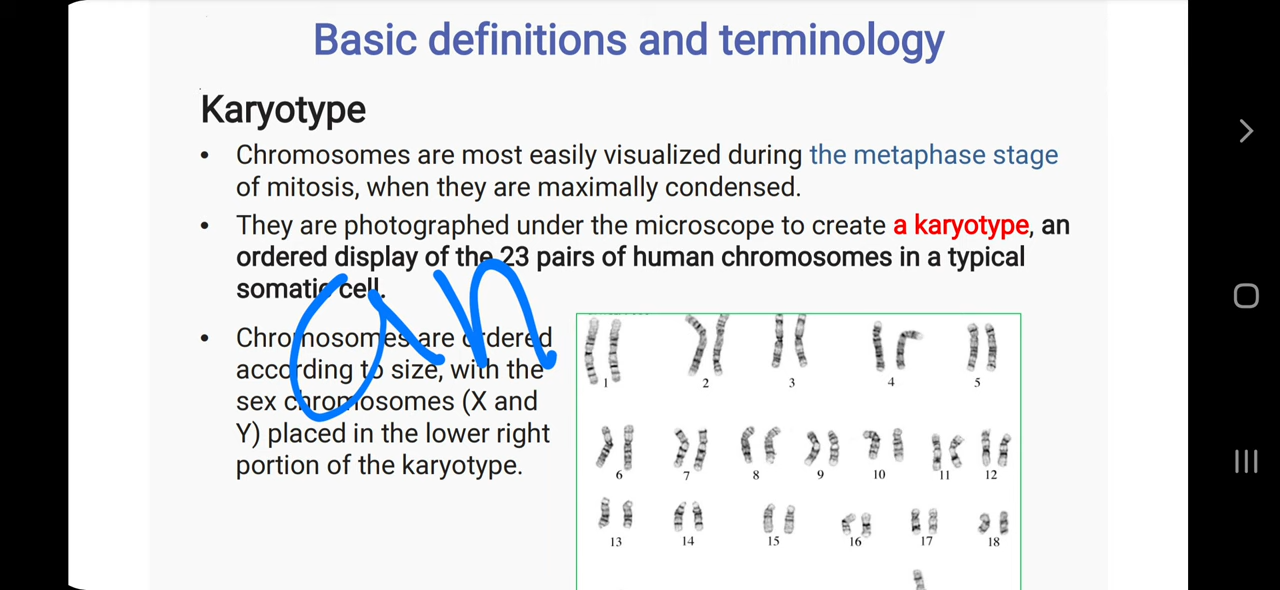 Basic definitions and terminology
Karyotype
• Chromosomes are most easily visualized during the metaphase stage
of mitosis, when they are maximally condensed.
• They are photographed under the microscope to create a karyotype, an
ordered display of the 23 pairs of human chromosomes in a typical
somatic cell.
• Chromosomes are ordered
according to size, with the
sex chromosomes (X and
Y) placed in the lower right
portion of the karyotype.
an
1 2 3 4 5
6 7 8 9 10 11 12
13 14 15 16 17 18